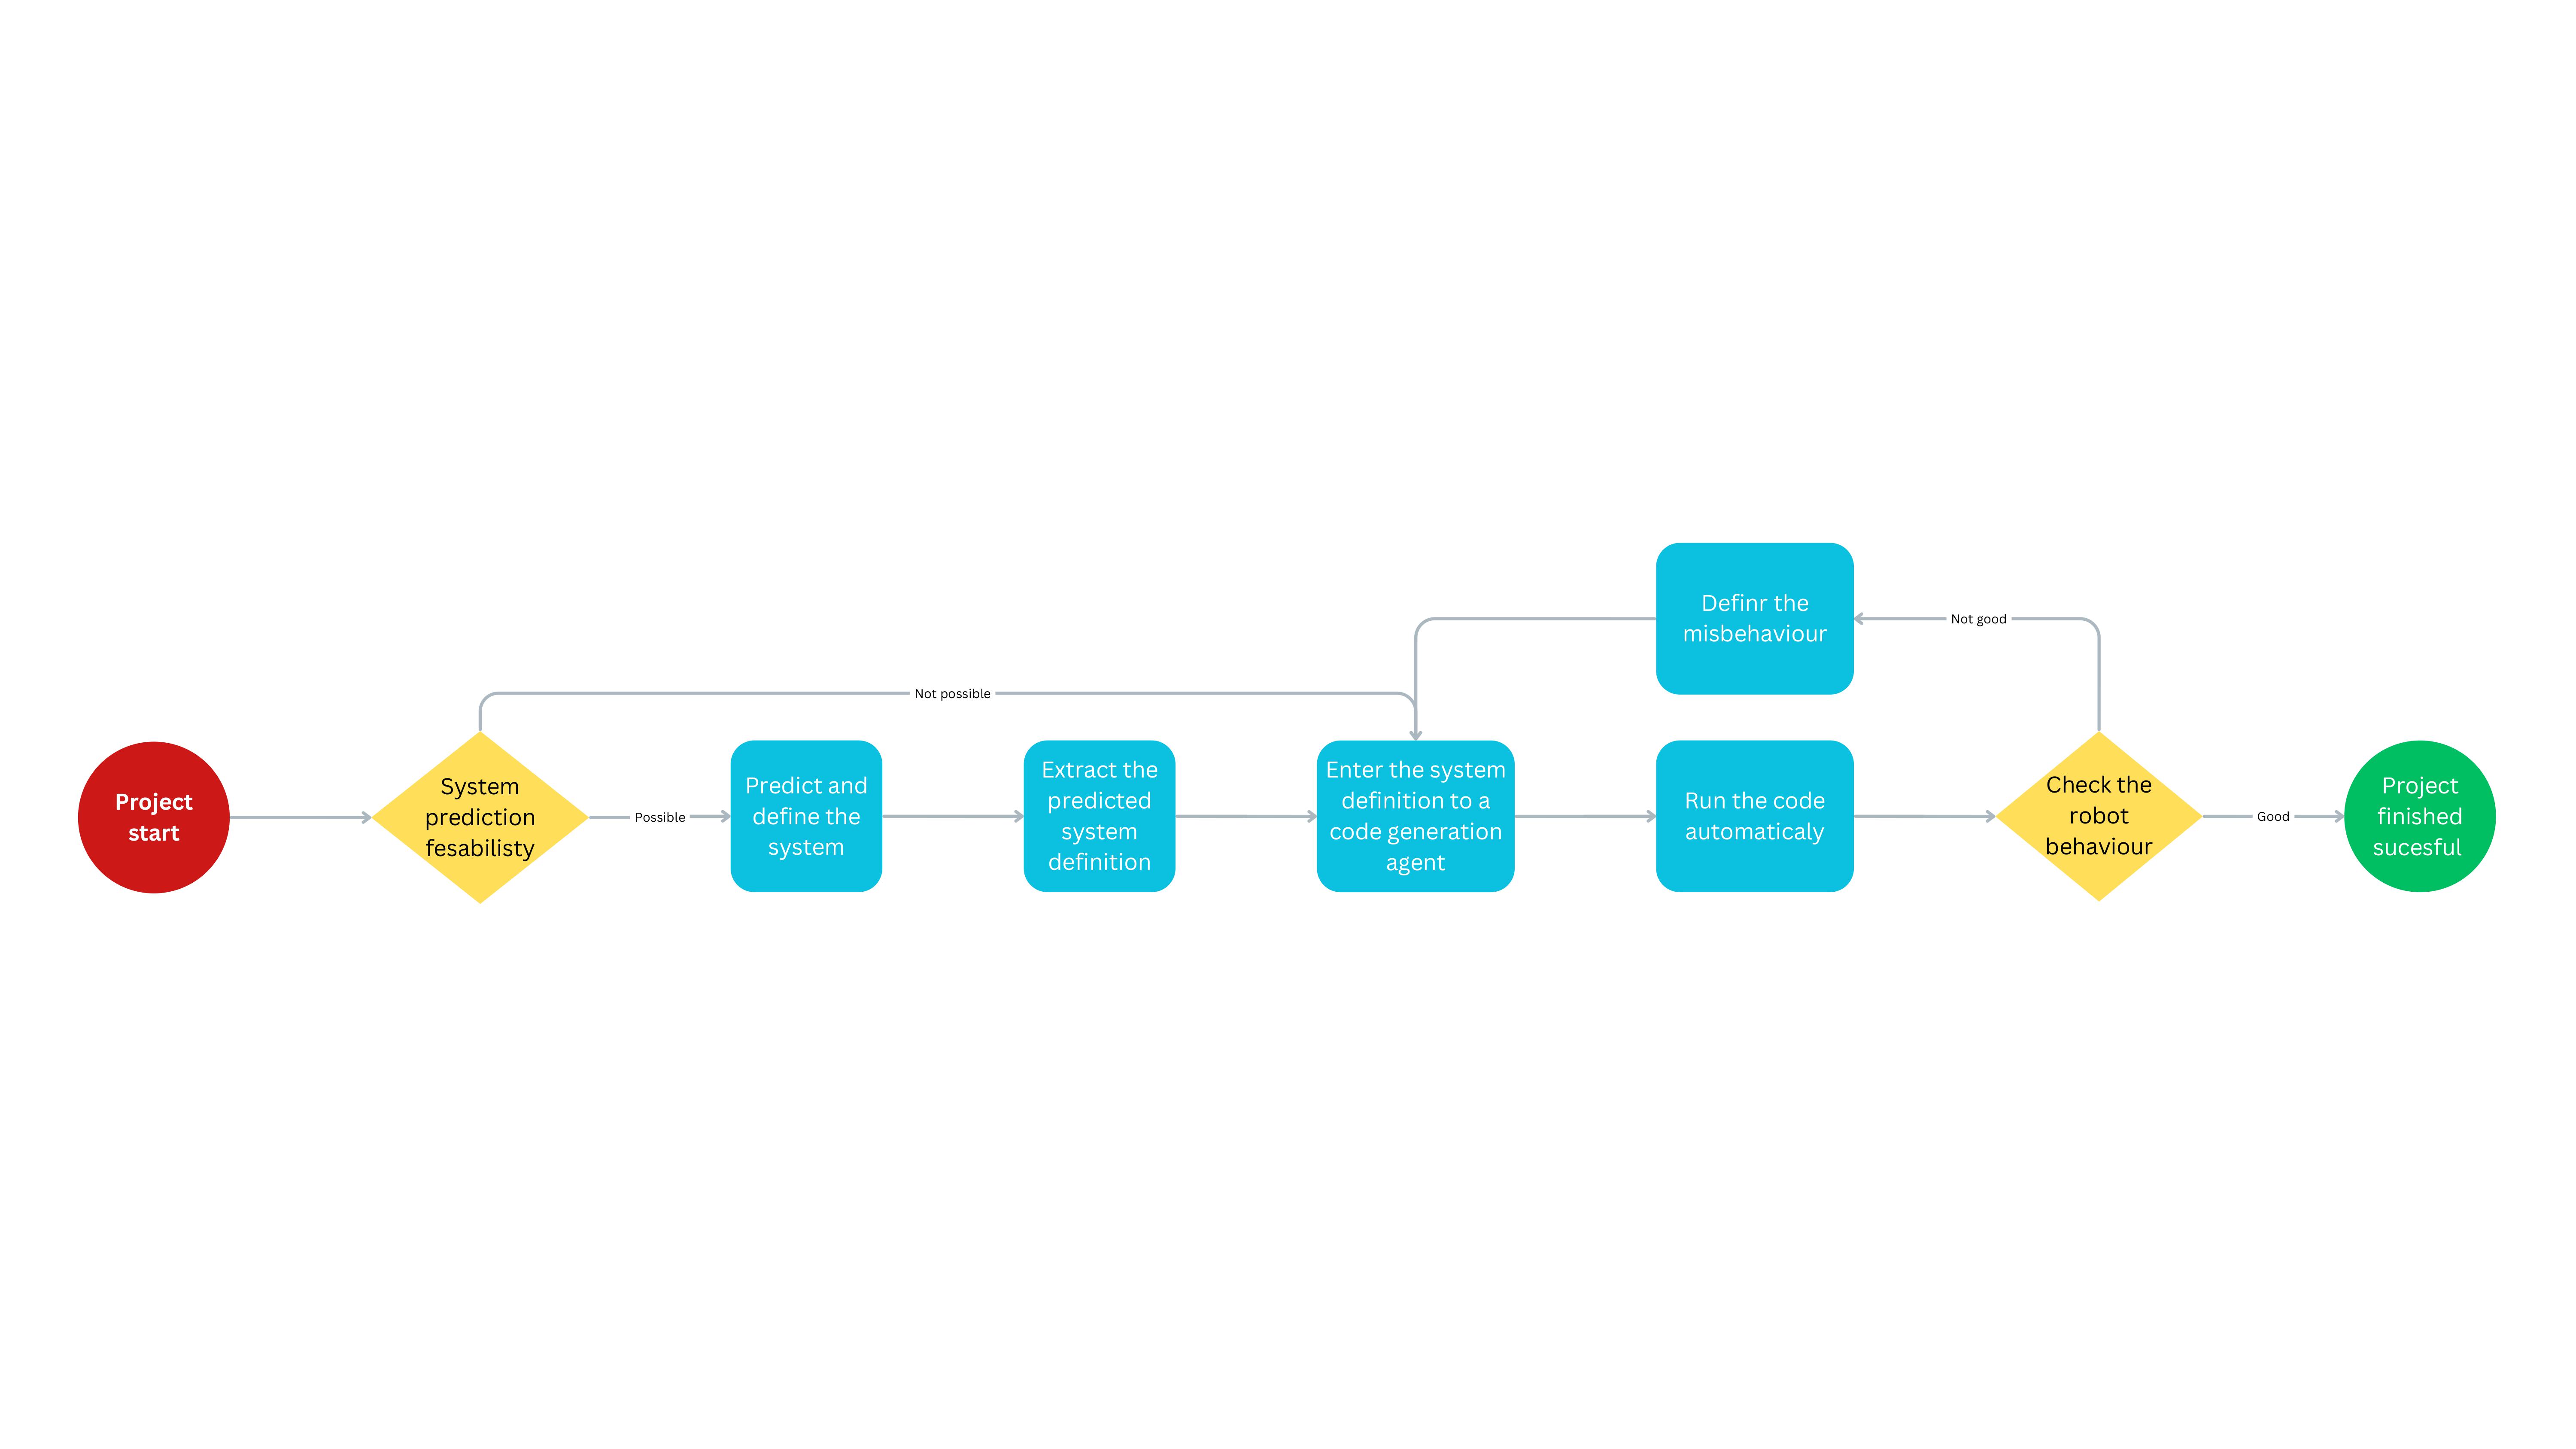 Project
start
System
prediction
fesabilisty
Possible
Not possible
Predict and
define the
system
Extract the
predicted
system
definition
Enter the system
definition to a
code generation
agent
Run the code
automaticaly
Definr the
misbehaviour
Not good
Check the
robot
behaviour
Good
Project
finished
sucesful